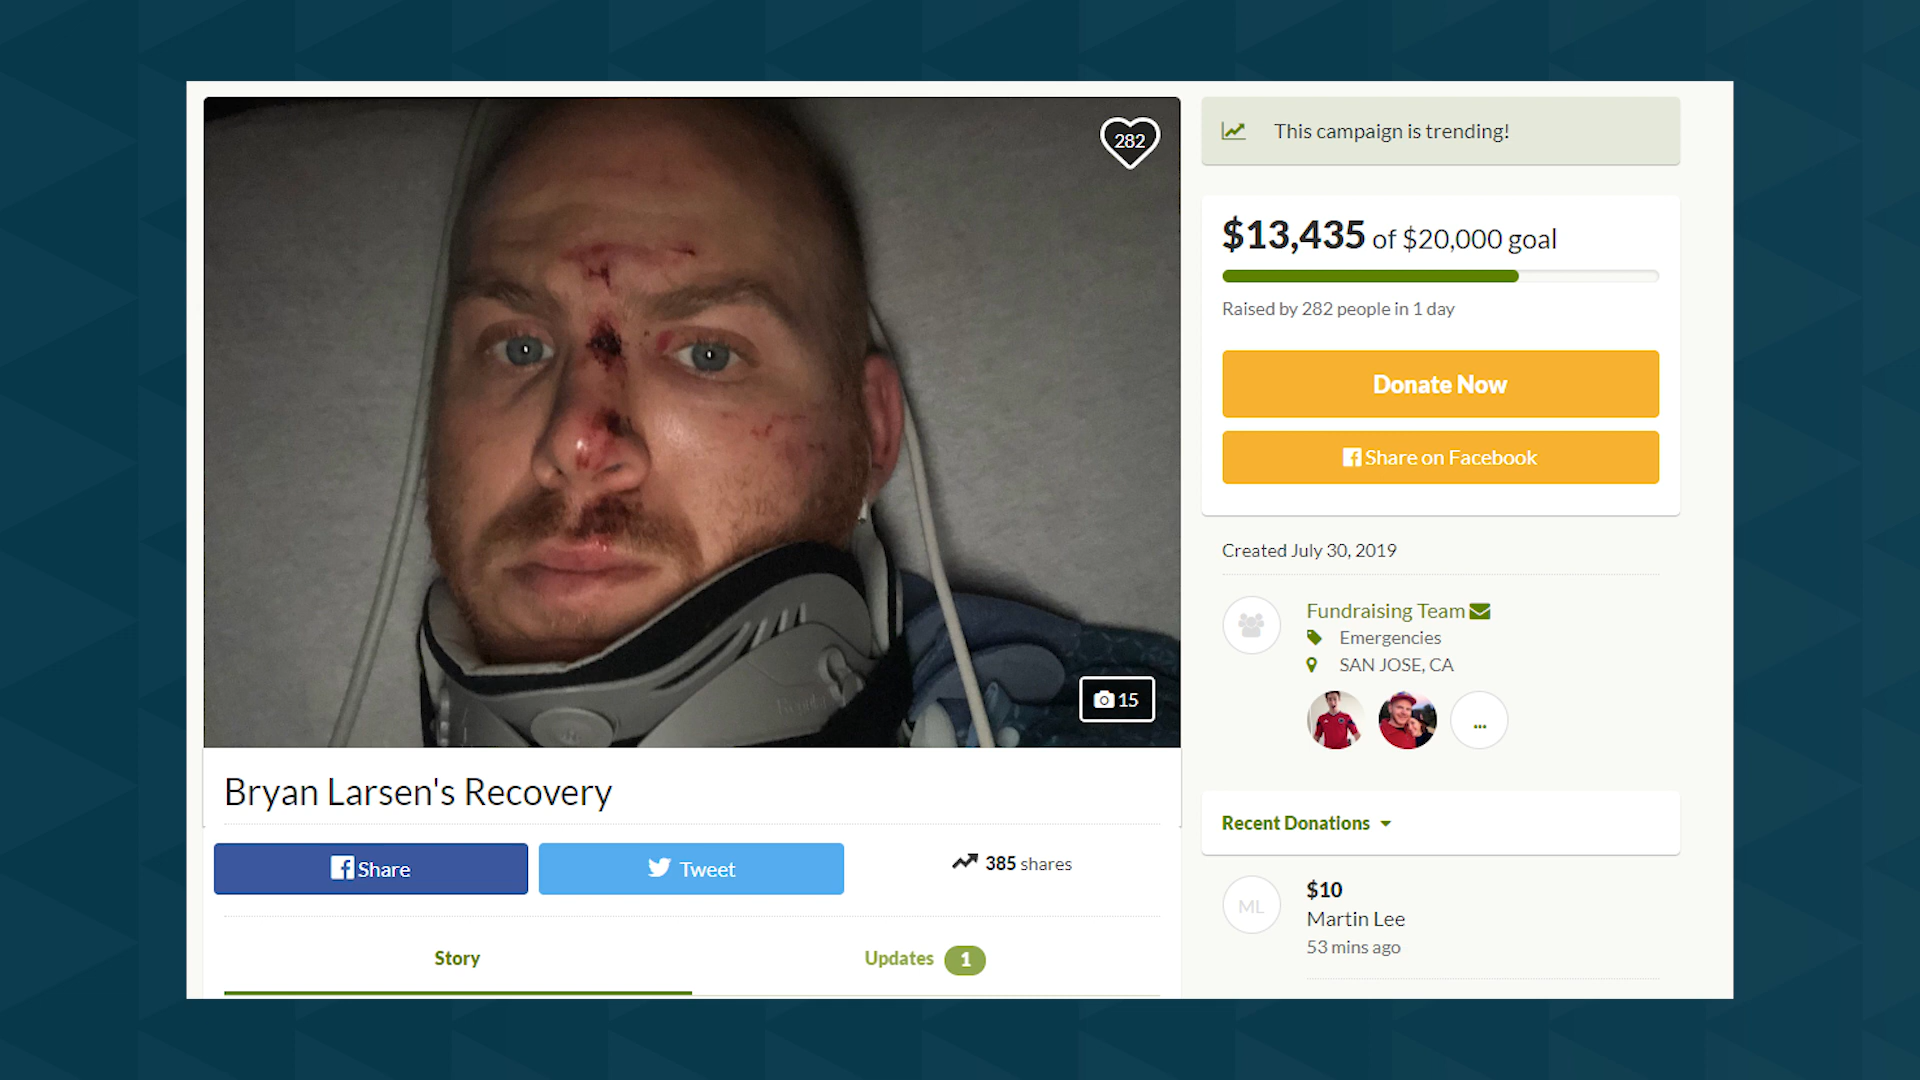 282
15
Bryan Larsen's Recovery
Share
Tweet
385 shares
Story
Updates 1
This campaign is trending!
$13,435 of $20,000 goal
Raised by 282 people in 1 day
Donate Now
Share on Facebook
Created July 30, 2019
Fundraising Team
Emergencies
SAN JOSE, CA
...
Recent Donations
ML
$10
Martin Lee
53 mins ago